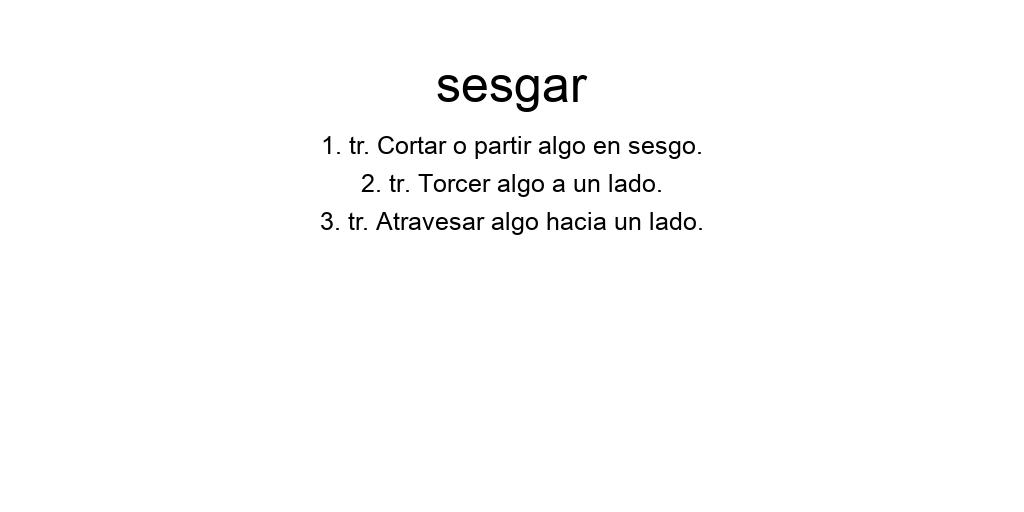 sesgar
1. tr. Cortar o partir algo en sesgo.
2. tr. Torcer algo a un lado.
3. tr. Atravesar algo hacia un lado.